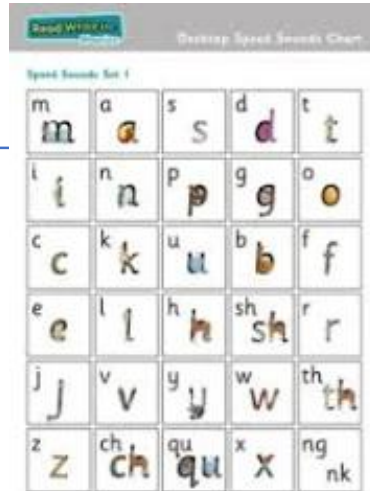 Read Write Inc.
Desktop Speed Sounds Chart
Speed Sounds Set 1
m a s d t
m a s d t
i n p g o
i n p g o
c k u b f
c k u b f
e l h sh r
e l h sh r
j v y w th
j v y w th
z ch qu x ng
z ch qu x nk